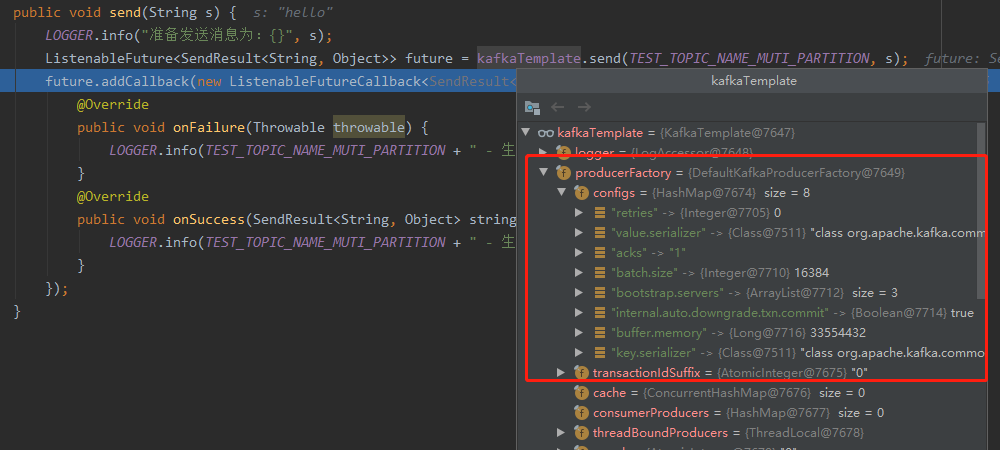 public void send(String s) { s: "hello"
LOGGER.info("准备发送消息为：{}", s);
ListenableFuture<SendResult<String, Object>> future = kafkaTemplate.send(TEST_TOPIC_NAME_MUTI_PARTITION, s); future: Se
future.addCallback(new ListenableFutureCallback<SendResult<
@Override
public void onFailure(Throwable throwable) {
LOGGER.info(TEST_TOPIC_NAME_MUTI_PARTITION + " - 生
}
@Override
public void onSuccess(SendResult<String, Object> string
LOGGER.info(TEST_TOPIC_NAME_MUTI_PARTITION + " - 生
}
});
}
kafkaTemplate
kafkaTemplate = {KafkaTemplate@7647}
logger = {LogAccessor@7648}
producerFactory = {DefaultKafkaProducerFactory@7649}
configs = {HashMap@7674} size = 8
"retries" -> {Integer@7705} 0
"value.serializer" -> {Class@7511} "class org.apache.kafka.comm
"acks" -> "1"
"batch.size" -> {Integer@7710} 16384
"bootstrap.servers" -> {ArrayList@7712} size = 3
"internal.auto.downgrade.txn.commit" -> {Boolean@7714} true
"buffer.memory" -> {Long@7716} 33554432
"key.serializer" -> {Class@7511} "class org.apache.kafka.commo
transactionIdSuffix = {AtomicInteger@7675} "0"
cache = {ConcurrentHashMap@7676} size = 0
consumerProducers = {HashMap@7677} size = 0
threadBoundProducers = {ThreadLocal@7678}